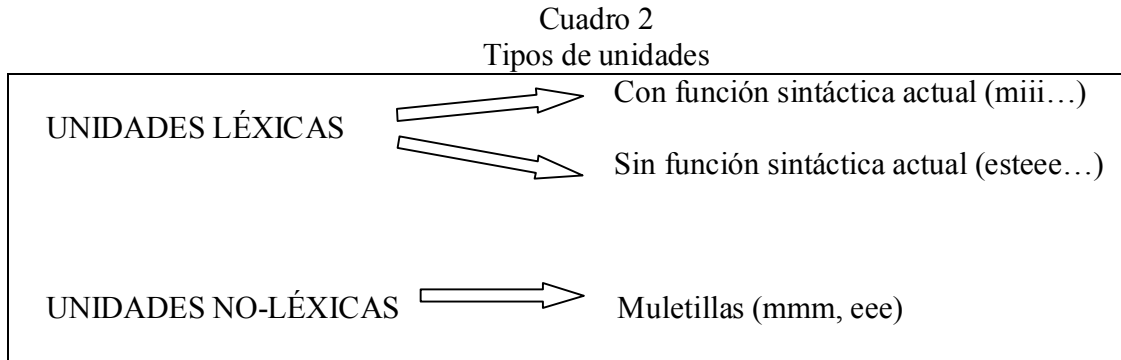 Cuadro 2
Tipos de unidades
Con función sintáctica actual (miii…)
UNIDADES LÉXICAS
Sin función sintáctica actual (esteee…)
UNIDADES NO-LÉXICAS
Muletillas (mmm, eee)